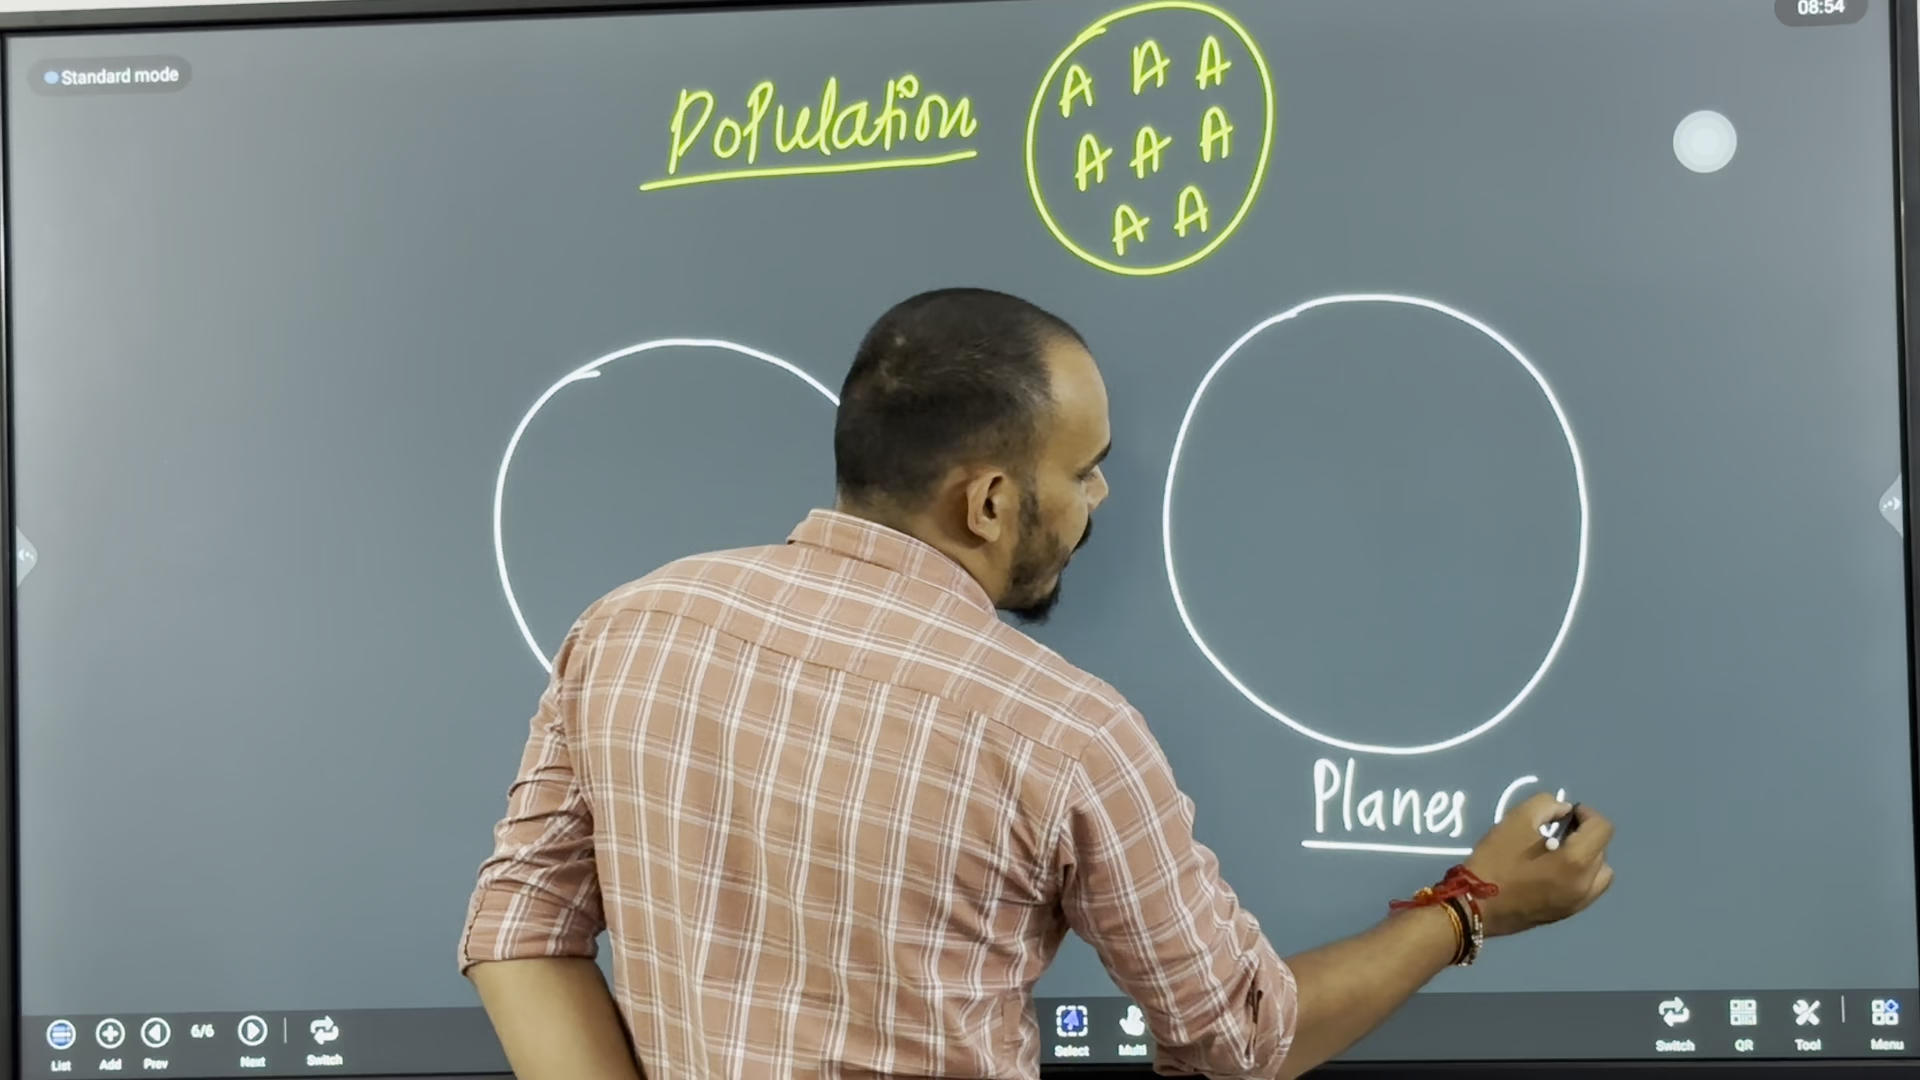 08:54
Standard mode
Population
A A A
A A A
A A
Planes (
List Add Prev 6/6 Next Switch Select Multi Switch QR Tool Menu